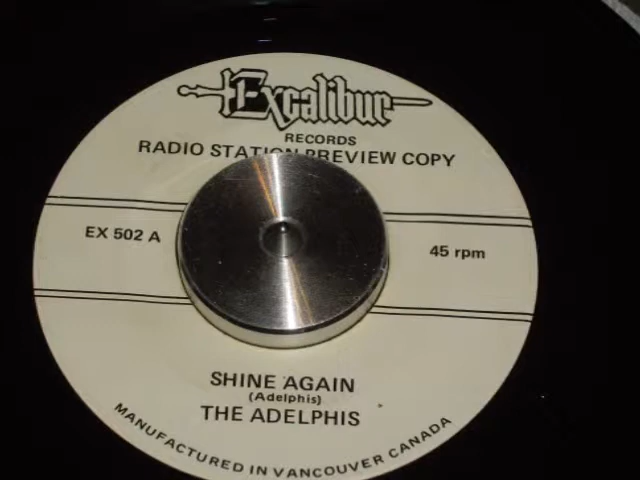 Excalibur
RECORDS
RADIO STATION PREVIEW COPY
EX 502 A
45 rpm
SHINE AGAIN
(Adelphis)
THE ADELPHIS
MANUFACTURED IN VANCOUVER CANADA